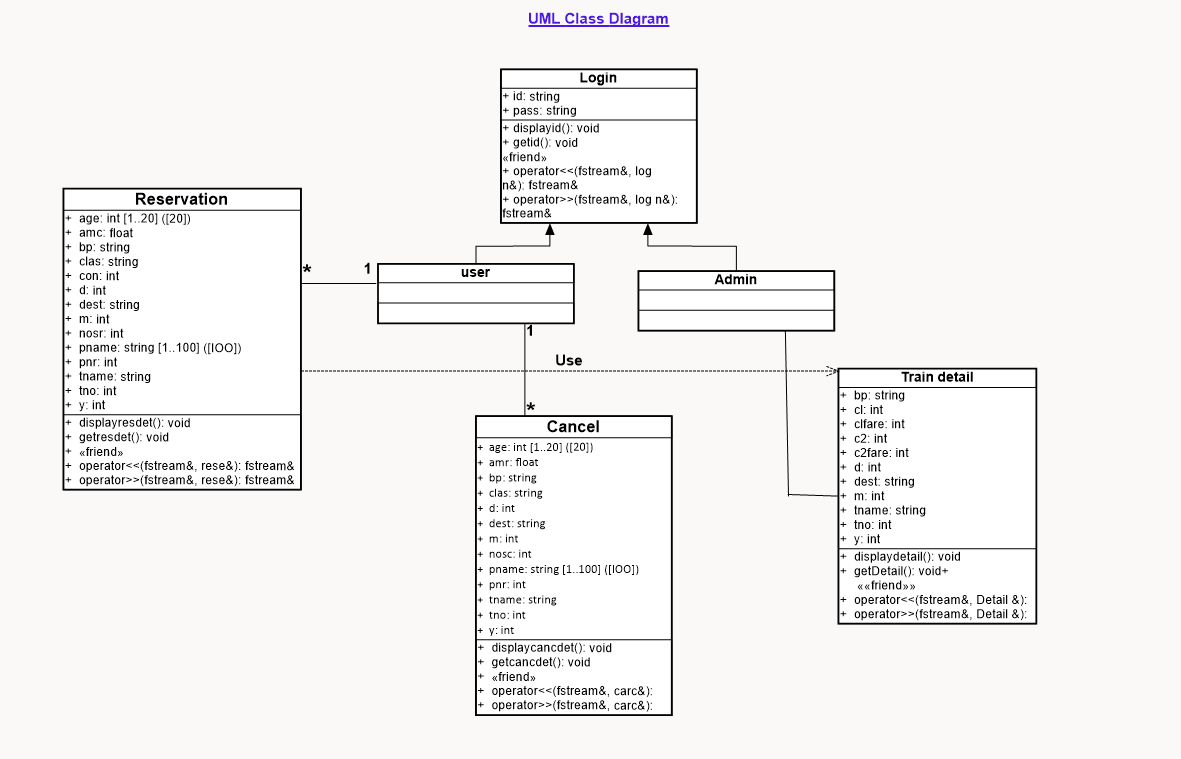 UML Class DIagram
Login
+ id: string
+ pass: string
+ displayid(): void
+ getid(): void
«friend»
+ operator<<(fstream&, log
n&): fstream&
+ operator>>(fstream&, log n&):
fstream&
Reservation
+ age: int [1..20] ([20])
+ amc: float
+ bp: string
+ clas: string
+ con: int
+ d: int
+ dest: string
+ m: int
+ nosr: int
+ pname: string [1..100] ([IOO])
+ pnr: int
+ tname: string
+ tno: int
+ y: int
+ displayresdet(): void
+ getresdet(): void
+ «friend»
+ operator<<(fstream&, rese&): fstream&
+ operator>>(fstream&, rese&): fstream&
* 1
user
Admin
1
Use
*
Cancel
+ age: int [1..20] ([20])
+ amr: float
+ bp: string
+ clas: string
+ d: int
+ dest: string
+ m: int
+ nosc: int
+ pname: string [1..100] ([IOO])
+ pnr: int
+ tname: string
+ tno: int
+ y: int
+ displaycancdet(): void
+ getcancdet(): void
+ «friend»
+ operator<<(fstream&, carc&):
+ operator>>(fstream&, carc&):
Train detail
+ bp: string
+ cl: int
+ clfare: int
+ c2: int
+ c2fare: int
+ d: int
+ dest: string
+ m: int
+ tname: string
+ tno: int
+ y: int
+ displaydetail(): void
+ getDetail(): void+
««friend»»
+ operator<<(fstream&, Detail &):
+ operator>>(fstream&, Detail &):